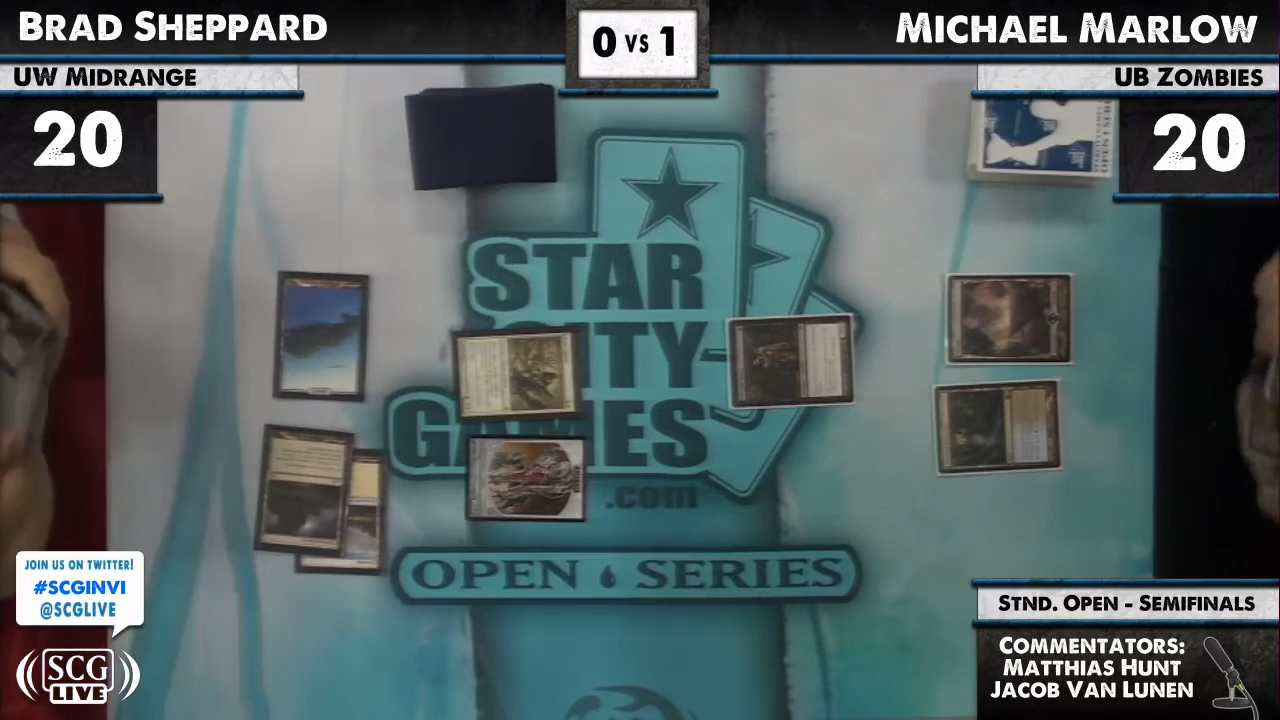 BRAD SHEPPARD
0 VS 1
MICHAEL MARLOW
UW MIDRANGE
UB ZOMBIES
20
20
STAR
CITY
GAMES
.com
OPEN SERIES
JOIN US ON TWITTER!
#SCGINVI
@SCGLIVE
SCG
LIVE
STND. OPEN - SEMIFINALS
COMMENTATORS:
MATTHIAS HUNT
JACOB VAN LUNEN